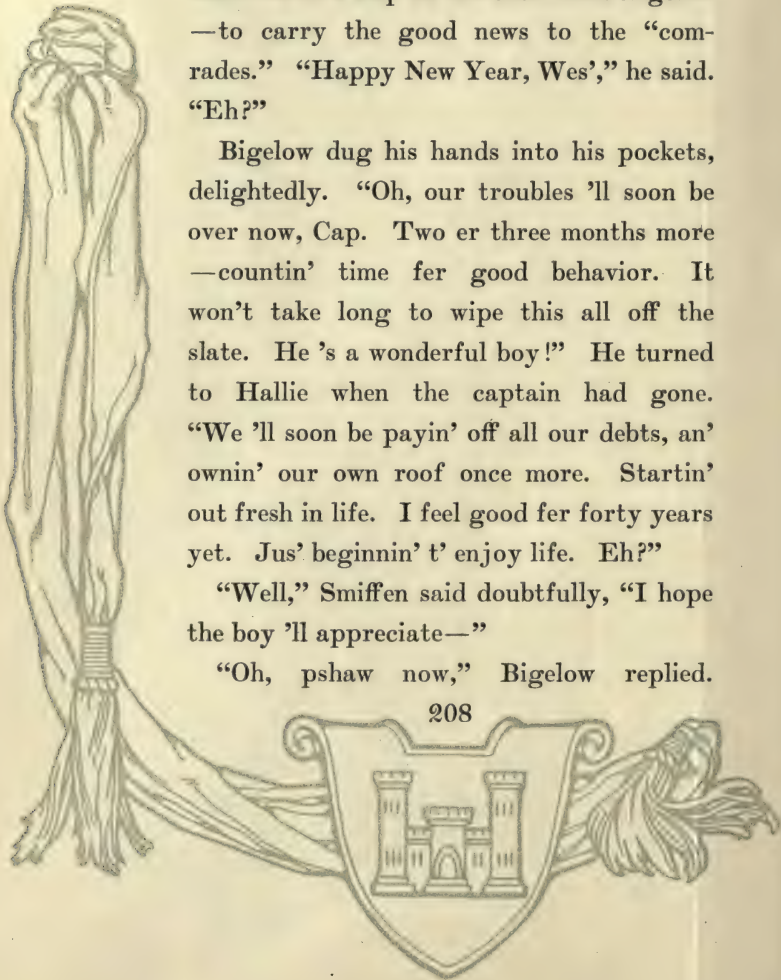 —to carry the good news to the “com-
rades.” “Happy New Year, Wes’,” he said.
“Eh?”
Bigelow dug his hands into his pockets,
delightedly. “Oh, our troubles ’ll soon be
over now, Cap. Two er three months more
—countin’ time fer good behavior. It
won’t take long to wipe this all off the
slate. He ’s a wonderful boy!” He turned
to Hallie when the captain had gone.
“We ’ll soon be payin’ off all our debts, an’
ownin’ our own roof once more. Startin’
out fresh in life. I feel good fer forty years
yet. Jus’ beginnin’ t’ enjoy life. Eh?”
“Well,” Smiffen said doubtfully, “I hope
the boy ’ll appreciate—”
“Oh, pshaw now,” Bigelow replied.
208